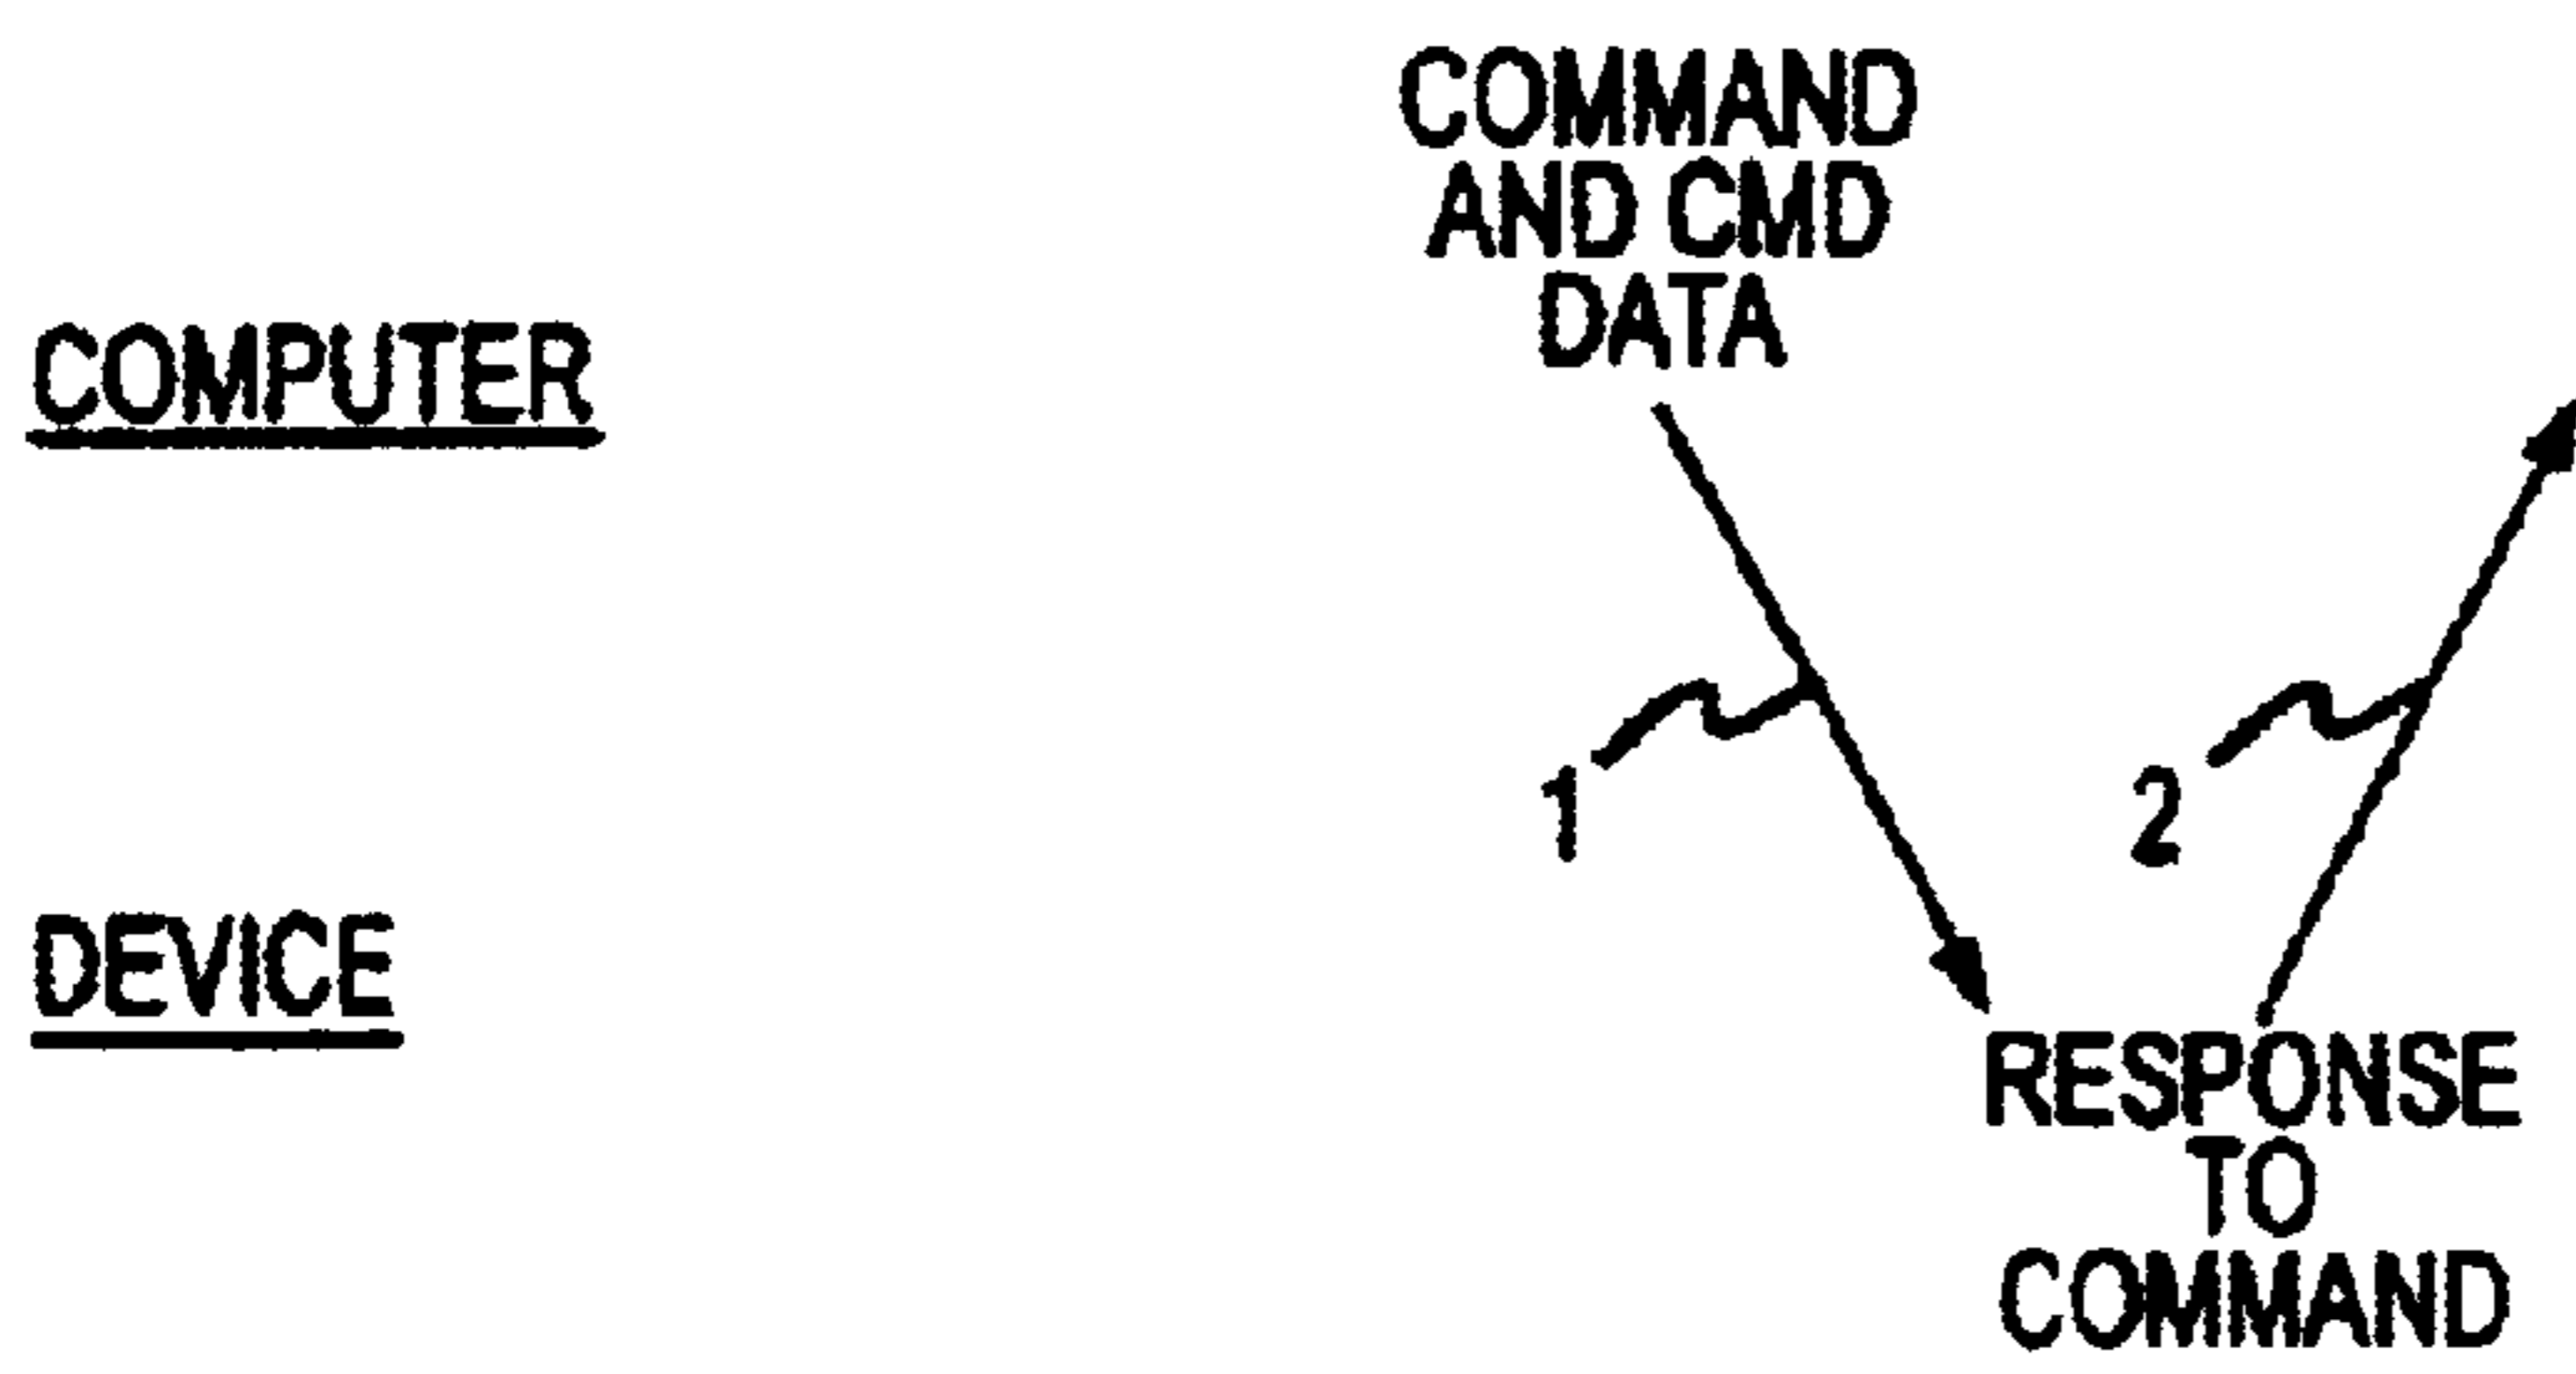 COMMAND
AND CMD
DATA
COMPUTER
1
2
DEVICE
RESPONSE
TO
COMMAND